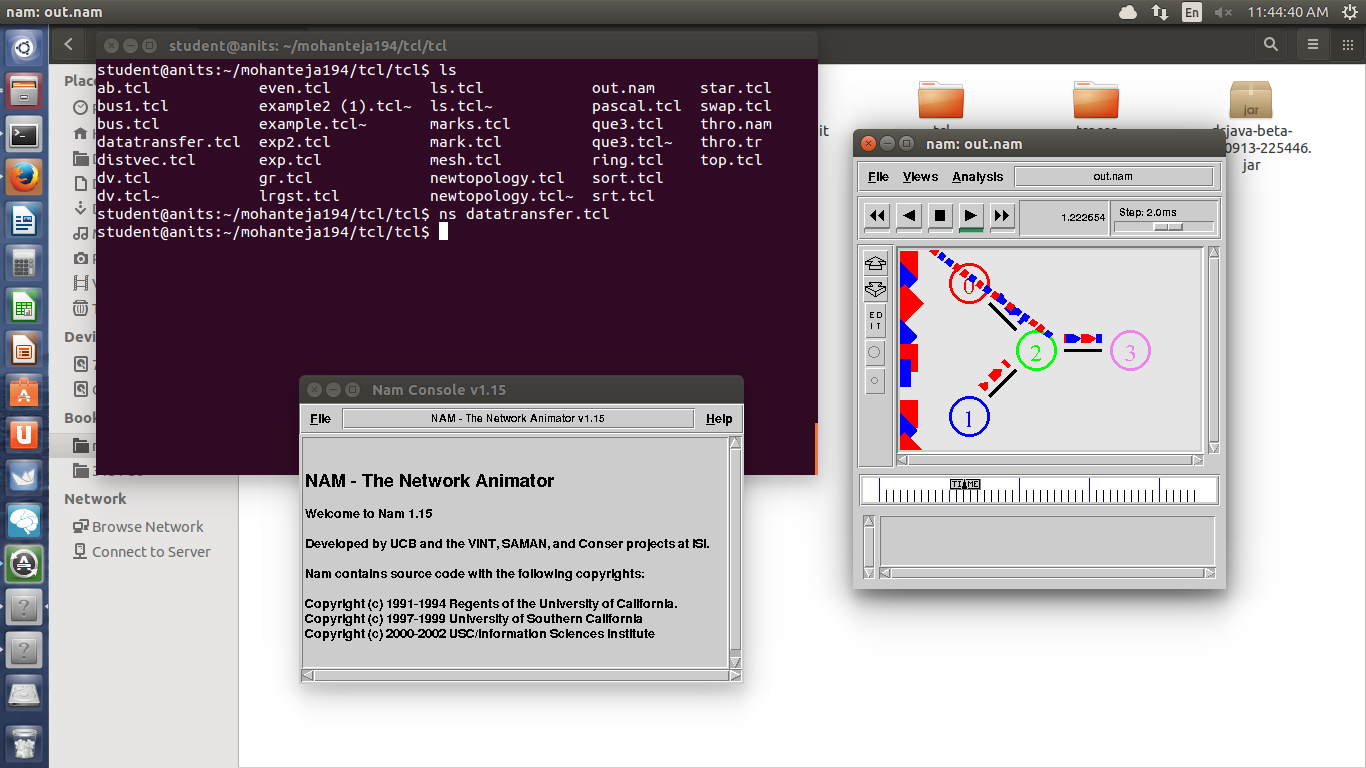 nam: out.nam
En
11:44:40 AM
student@anits: ~/mohanteja194/tcl/tcl
student@anits:~/mohanteja194/tcl/tcl$ ls
ab.tcl even.tcl ls.tcl out.nam star.tcl
bus1.tcl example2 (1).tcl~ ls.tcl~ pascal.tcl swap.tcl
bus.tcl example.tcl~ marks.tcl que3.tcl thro.nam
datatransfer.tcl exp2.tcl mark.tcl que3.tcl~ thro.tr
distvec.tcl exp.tcl mesh.tcl ring.tcl top.tcl
dv.tcl gr.tcl newtopology.tcl sort.tcl
dv.tcl~ lrgst.tcl newtopology.tcl~ srt.tcl
student@anits:~/mohanteja194/tcl/tcl$ ns datatransfer.tcl
student@anits:~/mohanteja194/tcl/tcl$
Plac
Devi
Book
Network
Browse Network
Connect to Server
Nam Console v1.15
File
NAM - The Network Animator v1.15
Help
NAM - The Network Animator
Welcome to Nam 1.15
Developed by UCB and the VINT, SAMAN, and Conser projects at ISI.
Nam contains source code with the following copyrights:
Copyright (c) 1991-1994 Regents of the University of California.
Copyright (c) 1997-1999 University of Southern California
Copyright (c) 2000-2002 USC/Information Sciences Institute
jar
0913-225446.
jar
nam: out.nam
File Views Analysis
out.nam
1.222654
Step: 2.0ms
ED
IT
0
2
3
1
TIME